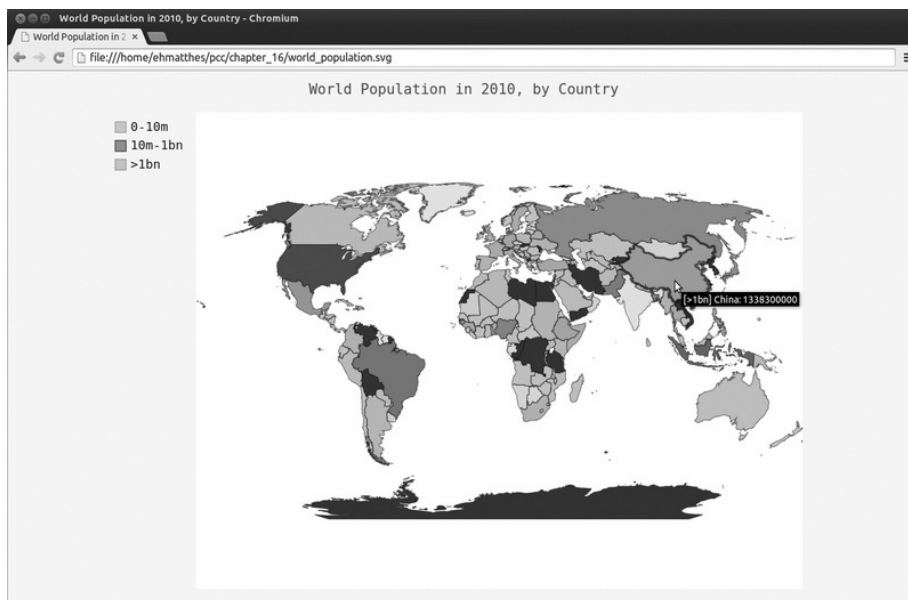 World Population in 2010, by Country - Chromium
World Population in 2
file:///home/ehmatthes/pcc/chapter_16/world_population.svg
World Population in 2010, by Country
0-10m
10m-1bn
>1bn
[>1bn] China: 1338300000